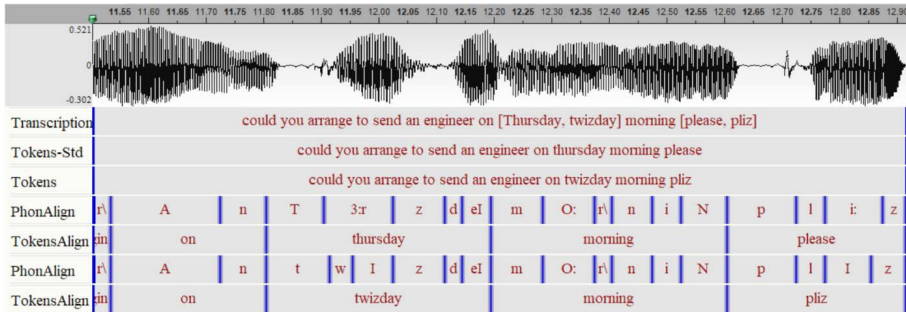 11.55 11.60 11.65 11.70 11.75 11.80 11.85 11.90 11.95 12.00 12.05 12.10 12.15 12.20 12.25 12.30 12.35 12.40 12.45 12.50 12.55 12.60 12.65 12.70 12.75 12.80 12.85 12.90
0.521
0
-0.302
Transcription could you arrange to send an engineer on [Thursday, twizday] morning [please, pliz]
Tokens-Std could you arrange to send an engineer on thursday morning please
Tokens could you arrange to send an engineer on twizday morning pliz
PhonAlign r\ A n T 3:r z d eI m O: r\ n i N p l i: z
TokensAlign in on thursday morning please
PhonAlign r\ A n t w I z d eI m O: r\ n i N p l I z
TokensAlign in on twizday morning pliz